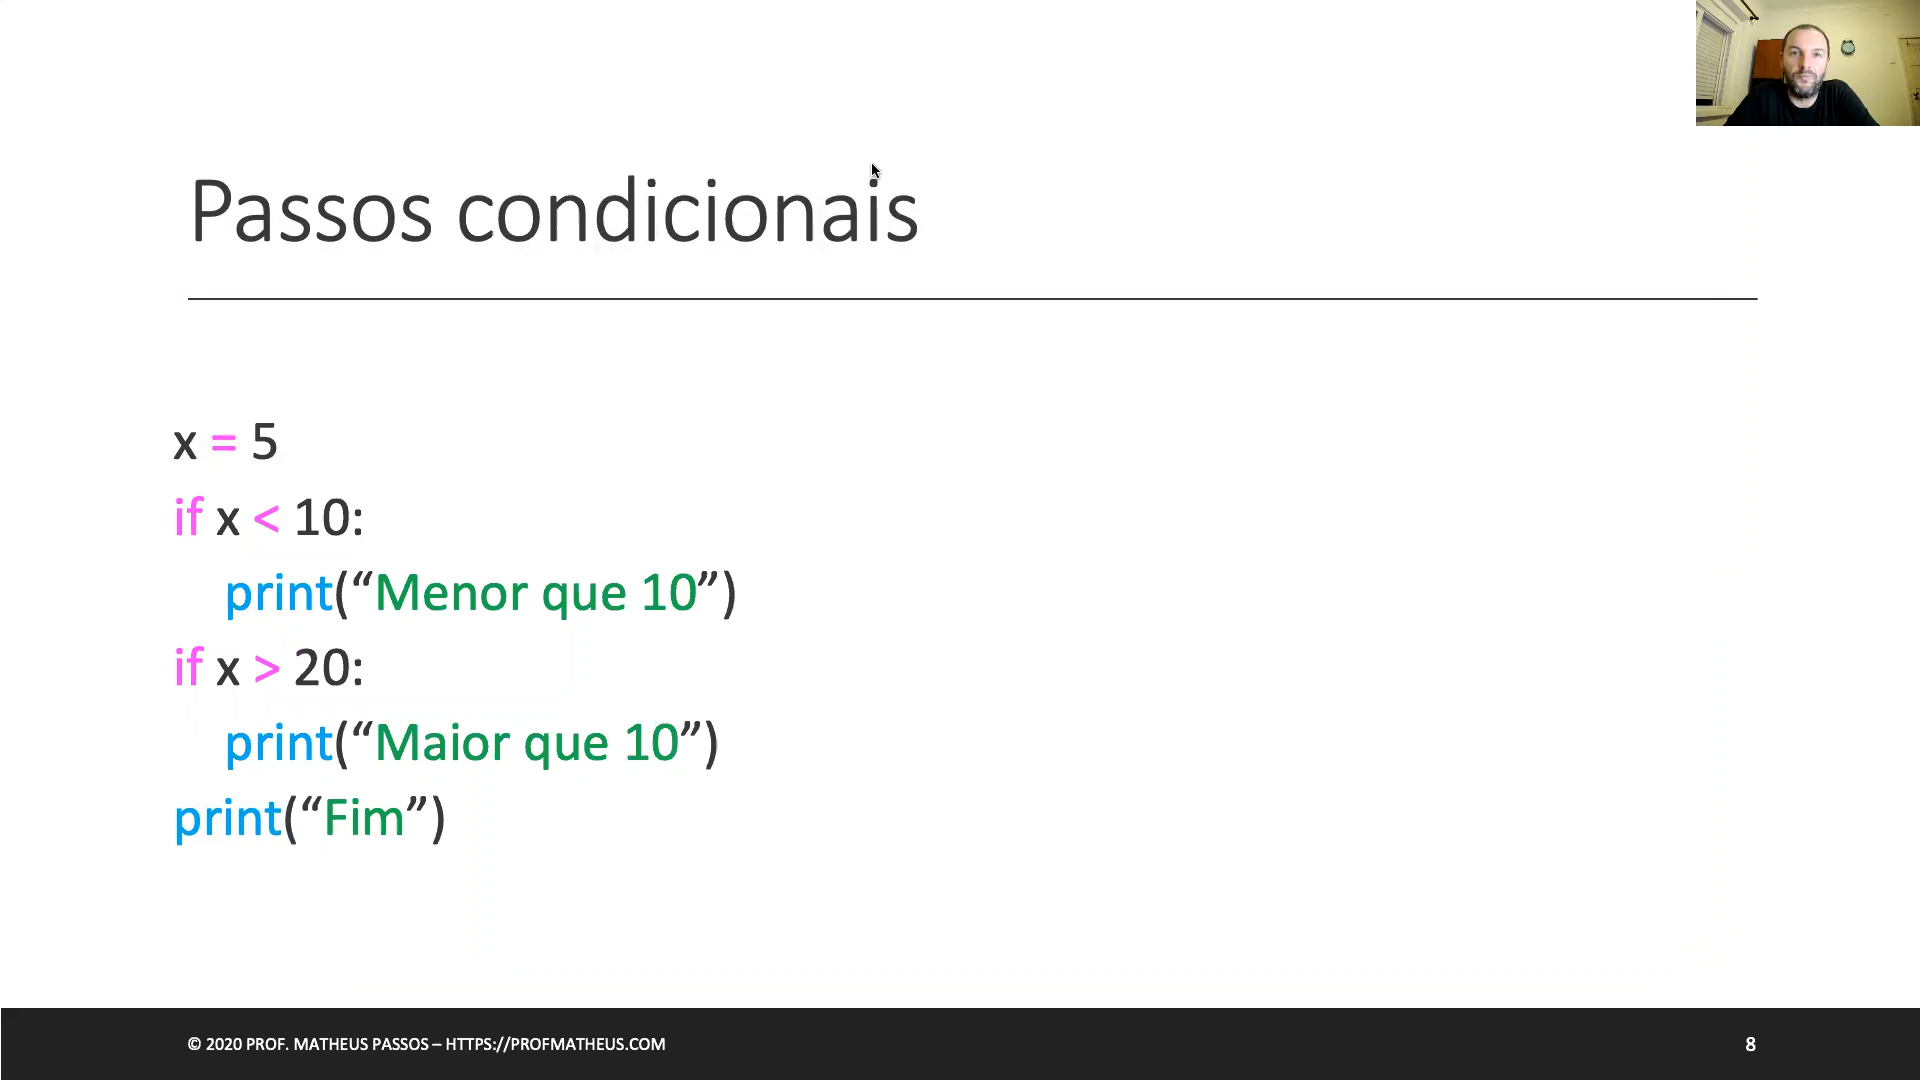 Passos condicionais
x = 5
if x < 10:
print(“Menor que 10”)
if x > 20:
print(“Maior que 10”)
print(“Fim”)
© 2020 PROF. MATHEUS PASSOS – HTTPS://PROFMATHEUS.COM
8